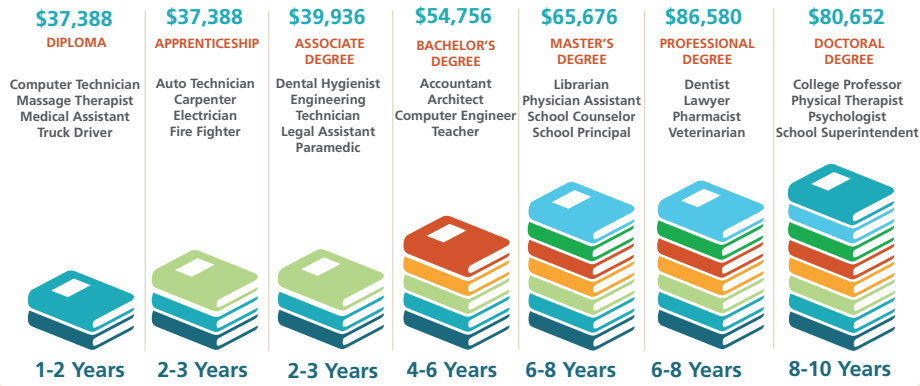 $37,388
DIPLOMA
Computer Technician
Massage Therapist
Medical Assistant
Truck Driver
1-2 Years
$37,388
APPRENTICESHIP
Auto Technician
Carpenter
Electrician
Fire Fighter
2-3 Years
$39,936
ASSOCIATE
DEGREE
Dental Hygienist
Engineering
Technician
Legal Assistant
Paramedic
2-3 Years
$54,756
BACHELOR'S
DEGREE
Accountant
Architect
Computer Engineer
Teacher
4-6 Years
$65,676
MASTER'S
DEGREE
Librarian
Physician Assistant
School Counselor
School Principal
6-8 Years
$86,580
PROFESSIONAL
DEGREE
Dentist
Lawyer
Pharmacist
Veterinarian
6-8 Years
$80,652
DOCTORAL
DEGREE
College Professor
Physical Therapist
Psychologist
School Superintendent
8-10 Years